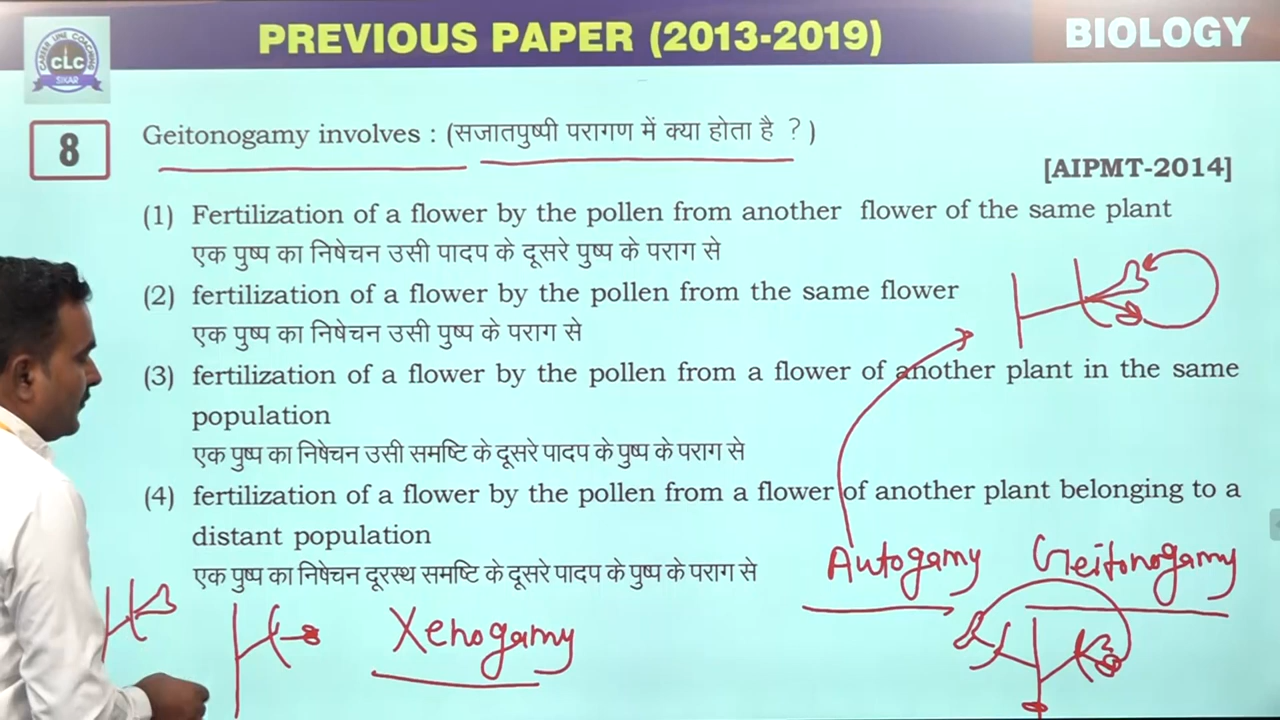 PREVIOUS PAPER (2013-2019)
BIOLOGY
CAREER LINE COACHING
CLC
SIKAR
8
Geitonogamy involves : (सजातपुष्पी परागण में क्या होता है ?)
[AIPMT-2014]
(1) Fertilization of a flower by the pollen from another flower of the same plant
एक पुष्प का निषेचन उसी पादप के दूसरे पुष्प के पराग से
(2) fertilization of a flower by the pollen from the same flower
एक पुष्प का निषेचन उसी पुष्प के पराग से
(3) fertilization of a flower by the pollen from a flower of another plant in the same
population
एक पुष्प का निषेचन उसी समष्टि के दूसरे पादप के पुष्प के पराग से
(4) fertilization of a flower by the pollen from a flower of another plant belonging to a
distant population
एक पुष्प का निषेचन दूरस्थ समष्टि के दूसरे पादप के पुष्प के पराग से
Autogamy Geitonogamy
Xenogamy